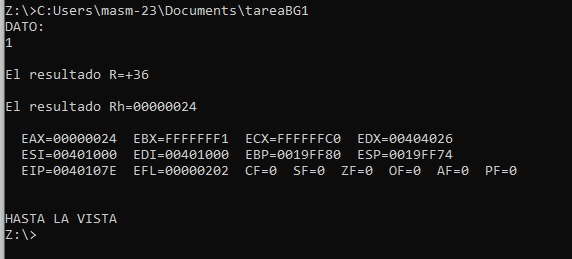 Z:\>C:Users\masm-23\Documents\tareaBG1
DATO:
1
El resultado R=+36
El resultado Rh=00000024
EAX=00000024 EBX=FFFFFFF1 ECX=FFFFFFC0 EDX=00404026
ESI=00401000 EDI=00401000 EBP=0019FF80 ESP=0019FF74
EIP=0040107E EFL=00000202 CF=0 SF=0 ZF=0 OF=0 AF=0 PF=0
HASTA LA VISTA
Z:\>